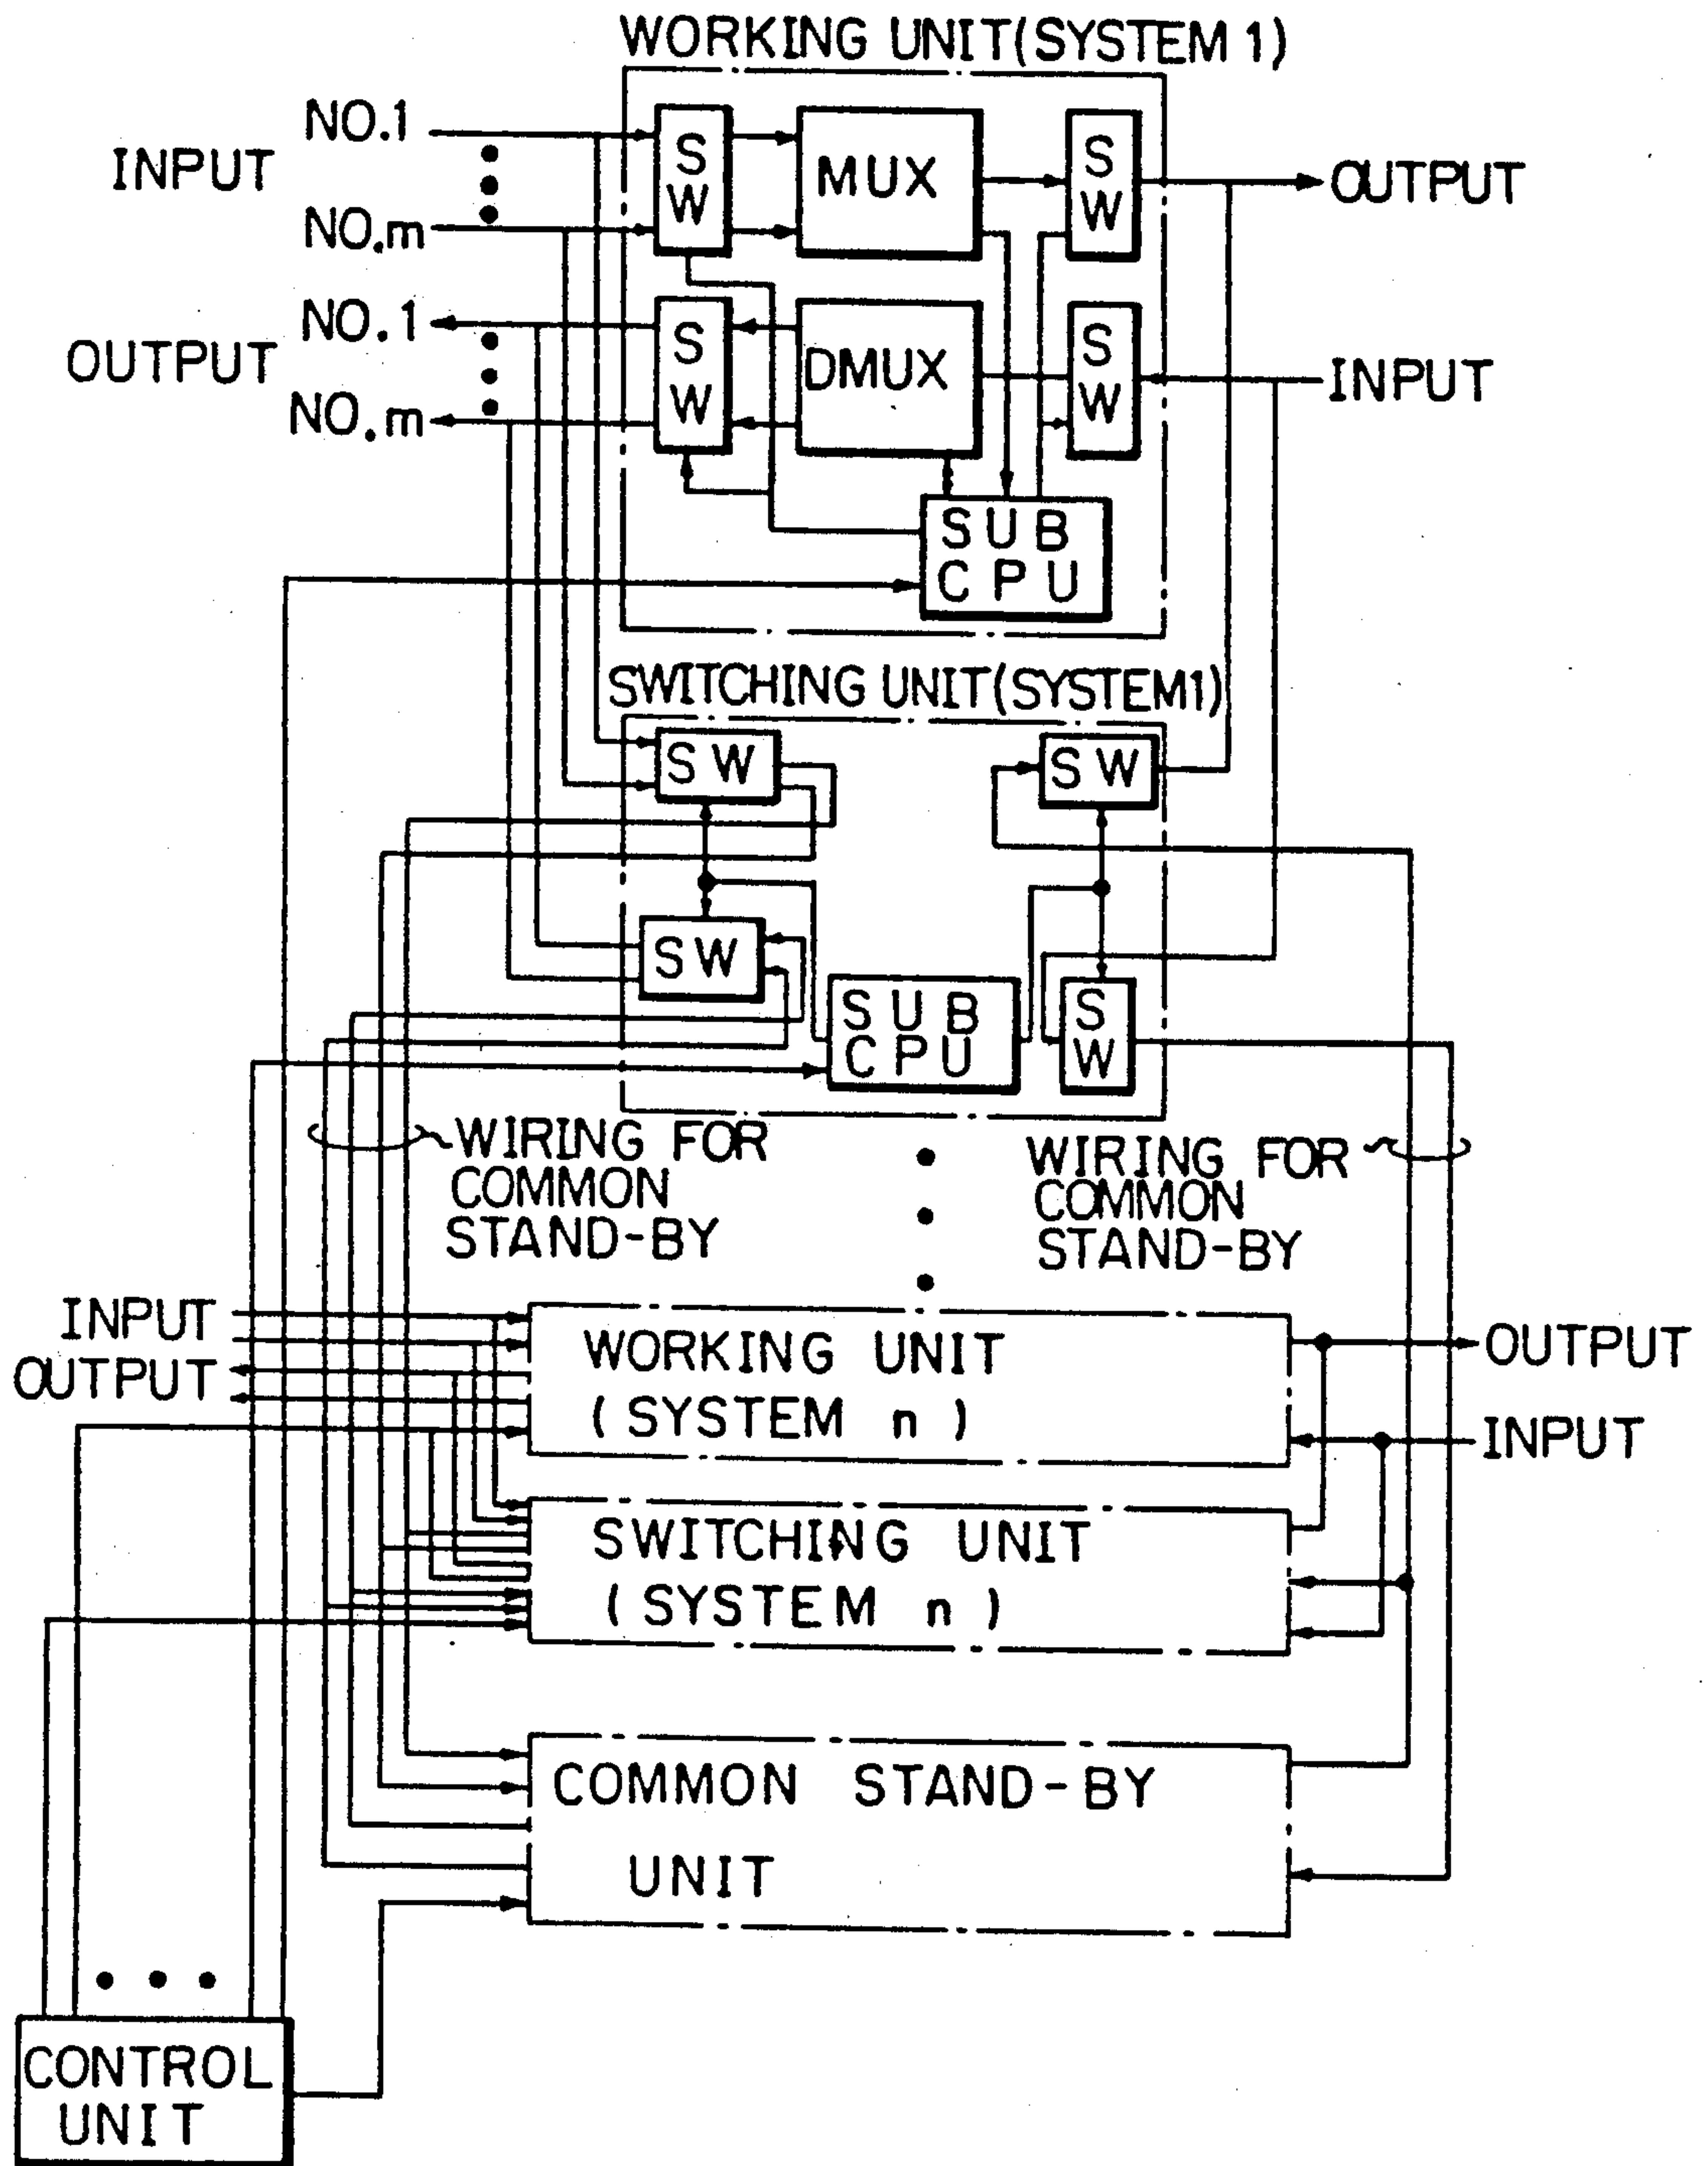 WORKING UNIT(SYSTEM 1)
NO.1
INPUT
NO.m
S
W
MUX
S
W
OUTPUT
NO.1
OUTPUT
NO.m
S
W
DMUX
S
W
INPUT
SUB
CPU
SWITCHING UNIT(SYSTEM1)
SW
SW
SW
SUB
CPU
S
W
WIRING FOR
COMMON
STAND-BY
WIRING FOR
COMMON
STAND-BY
INPUT
OUTPUT
WORKING UNIT
(SYSTEM n)
OUTPUT
INPUT
SWITCHING UNIT
(SYSTEM n)
COMMON STAND-BY
UNIT
CONTROL
UNIT